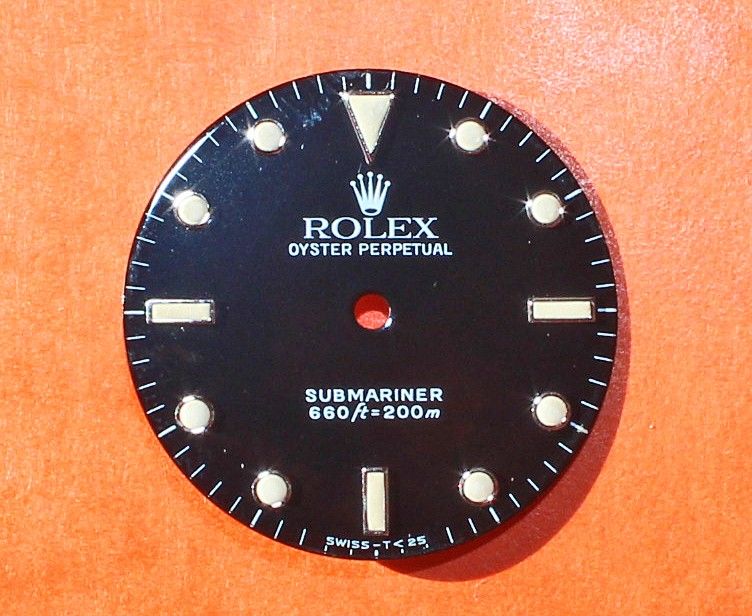 ROLEX
OYSTER PERPETUAL
SUBMARINER
660ft=200m
SWISS-T<25